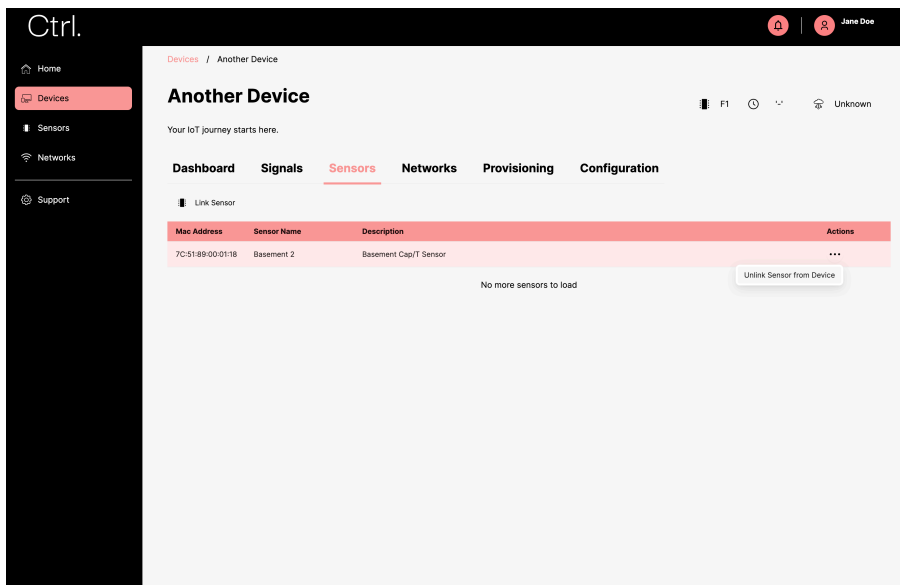 Ctrl.
Jane Doe
Home
Devices
Sensors
Networks
Support
Devices / Another Device
Another Device
F1 '-' Unknown
Your IoT journey starts here.
Dashboard Signals Sensors Networks Provisioning Configuration
Link Sensor
Mac Address Sensor Name Description Actions
7C:51:89:00:01:18 Basement 2 Basement Cap/T Sensor ...
Unlink Sensor from Device
No more sensors to load